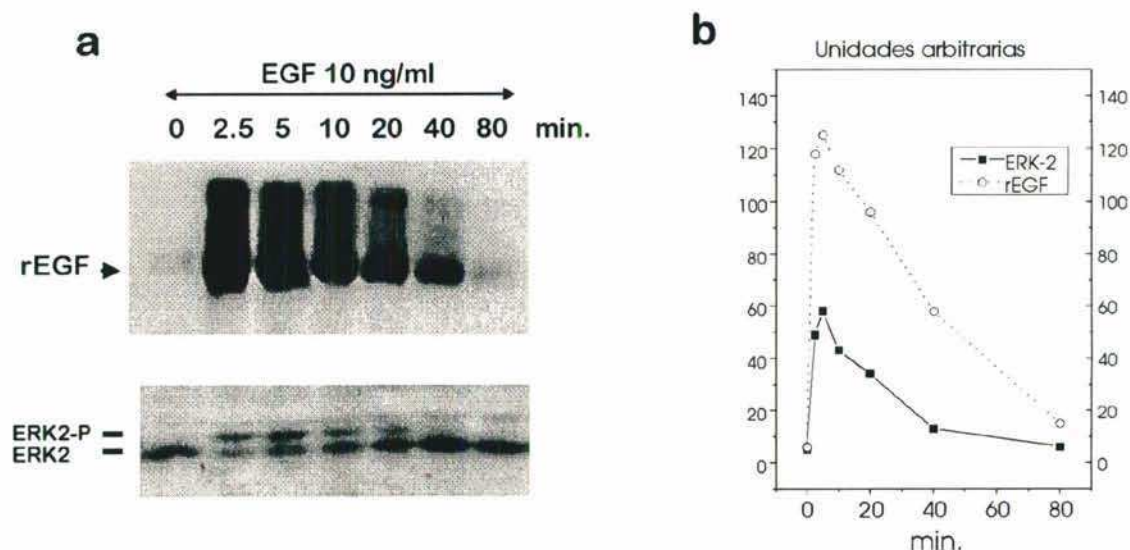 a
EGF 10 ng/ml
0 2.5 5 10 20 40 80 min.
rEGF
ERK2-P
ERK2
b
Unidades arbitrarias
140 140
120 120
100 100
80 80
60 60
40 40
20 20
0 0
ERK-2
rEGF
0 20 40 60 80
min.